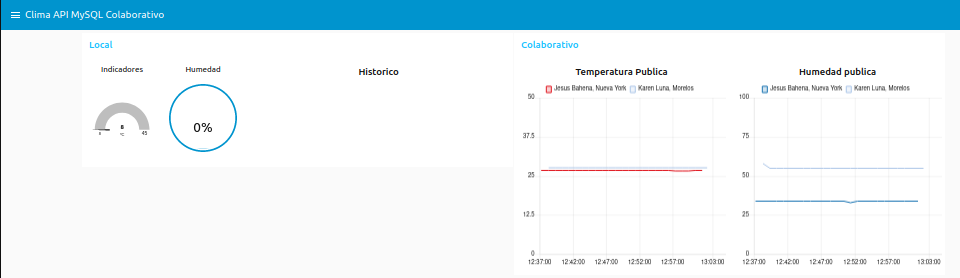 Clima API MySQL Colaborativo
Local
Indicadores
0
°C
0 45
Humedad
0%
Historico
Colaborativo
Temperatura Publica
Jesus Bahena, Nueva York Karen Luna, Morelos
50
37.5
25
12.5
0
12:37:00 12:42:00 12:47:00 12:52:00 12:57:00 13:03:00
Humedad publica
Jesus Bahena, Nueva York Karen Luna, Morelos
100
75
50
25
0
12:37:00 12:42:00 12:47:00 12:52:00 12:57:00 13:03:00